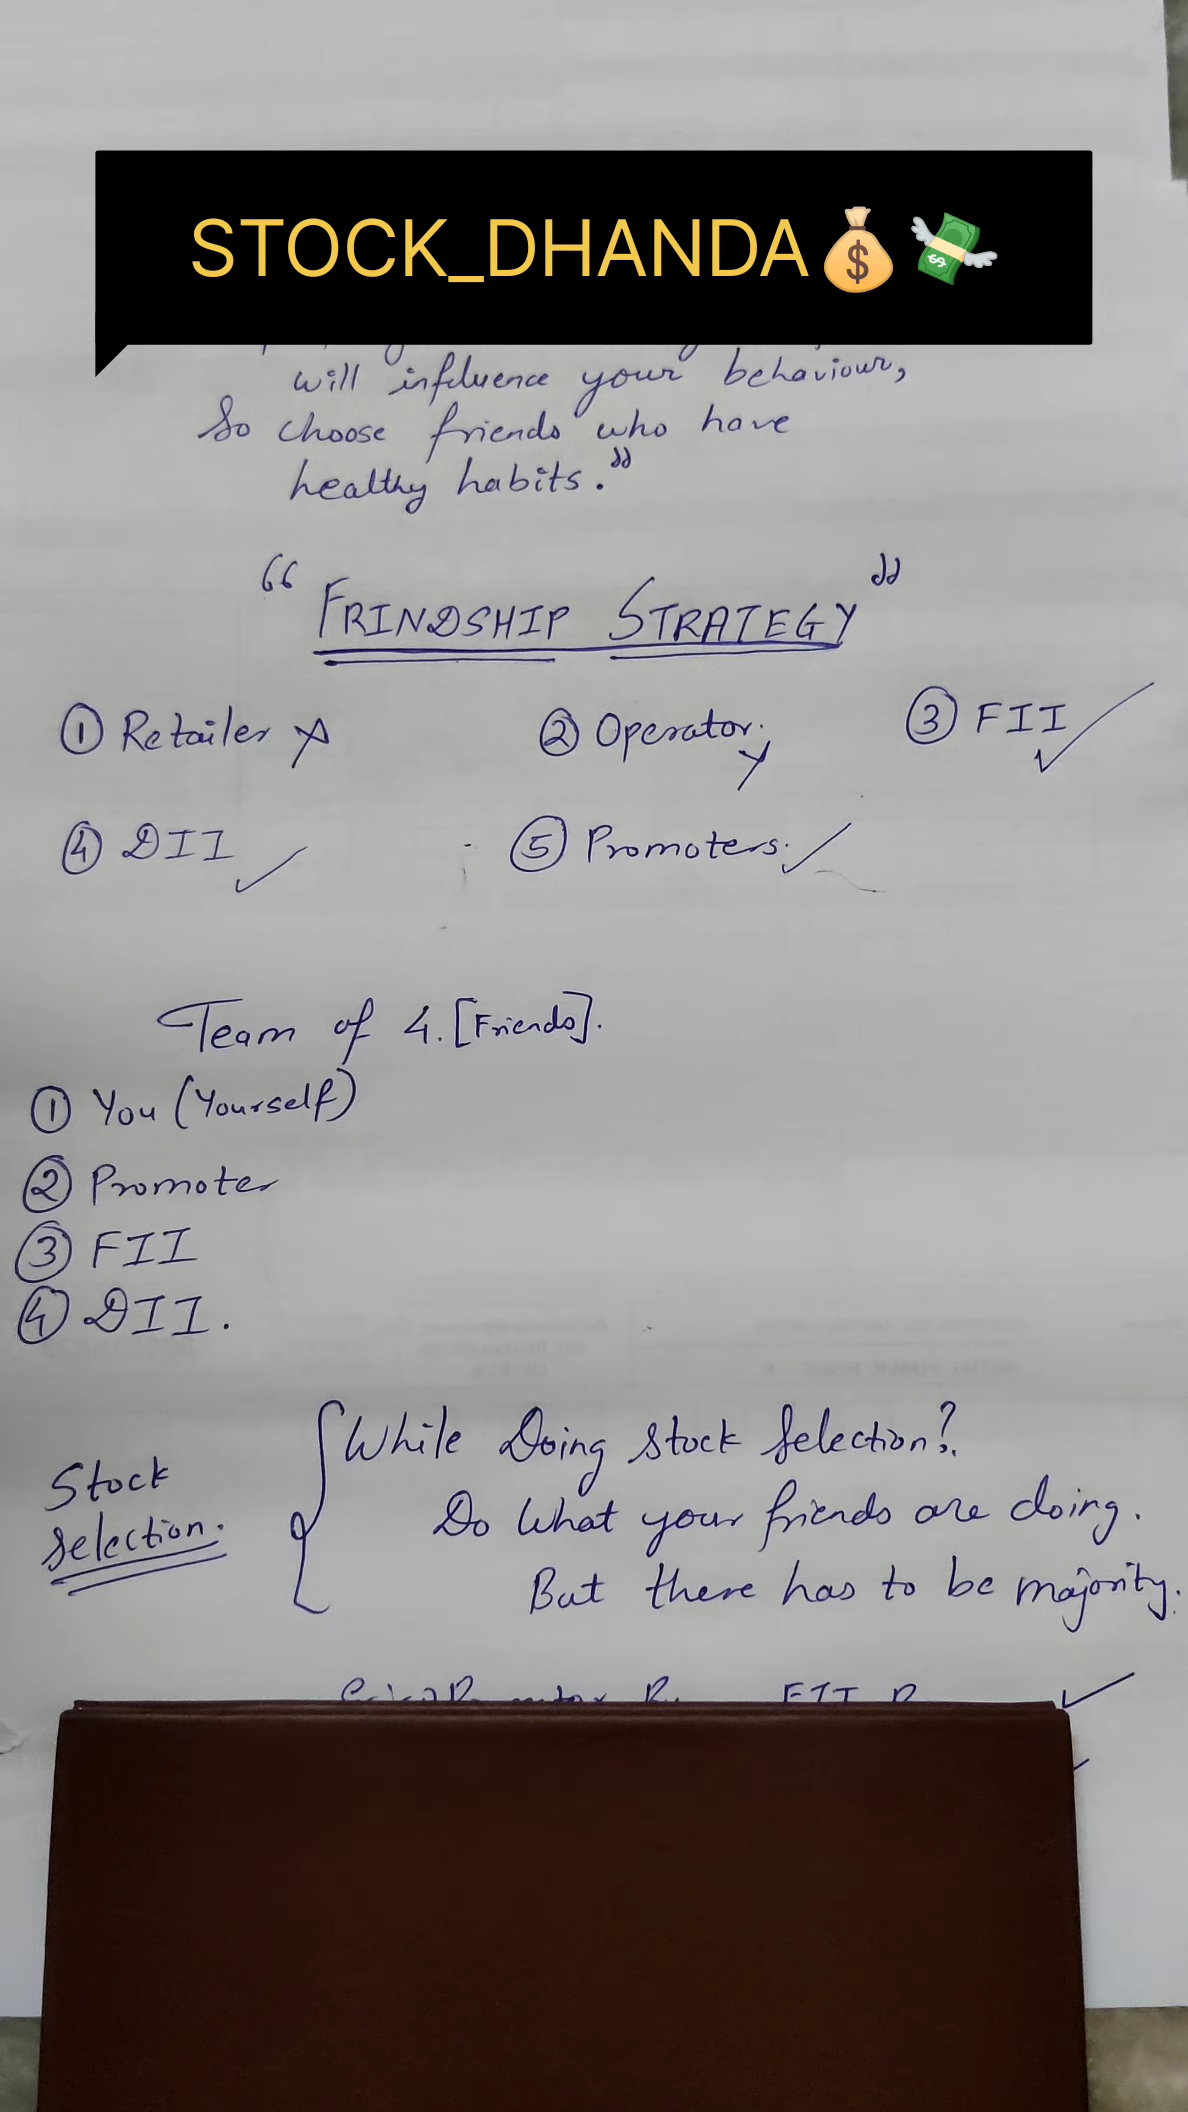 STOCK_DHANDA💰💸
will influence your behaviour,
So choose friends who have
healthy habits."
"FRINDSHIP STRATEGY"
① Retailer ✗ ② Operator. ✗ ③ FII ✓
④ DII ✓ ⑤ Promoters. ✓
Team of 4. [Friends].
① You (Yourself)
② Promoter
③ FII
④ DII.
Stock
Selection.
While Doing Stock Selection?
Do What your friends are doing.
But there has to be majority.
FII